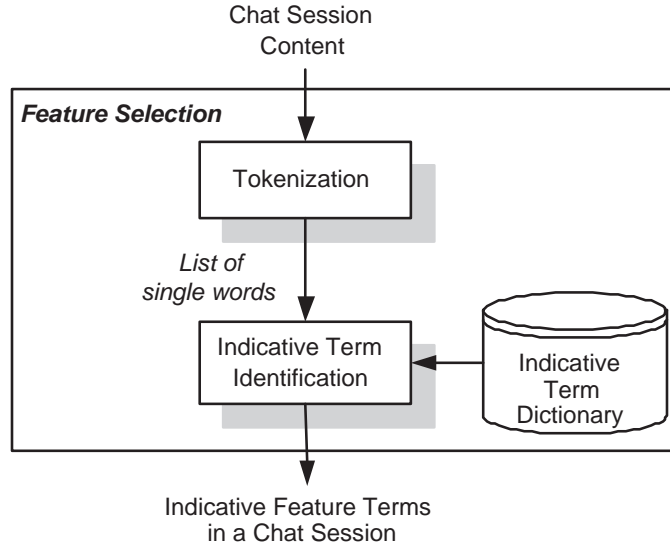 Chat Session
Content
Feature Selection
Tokenization
List of
single words
Indicative Term
Identification
Indicative
Term
Dictionary
Indicative Feature Terms
in a Chat Session